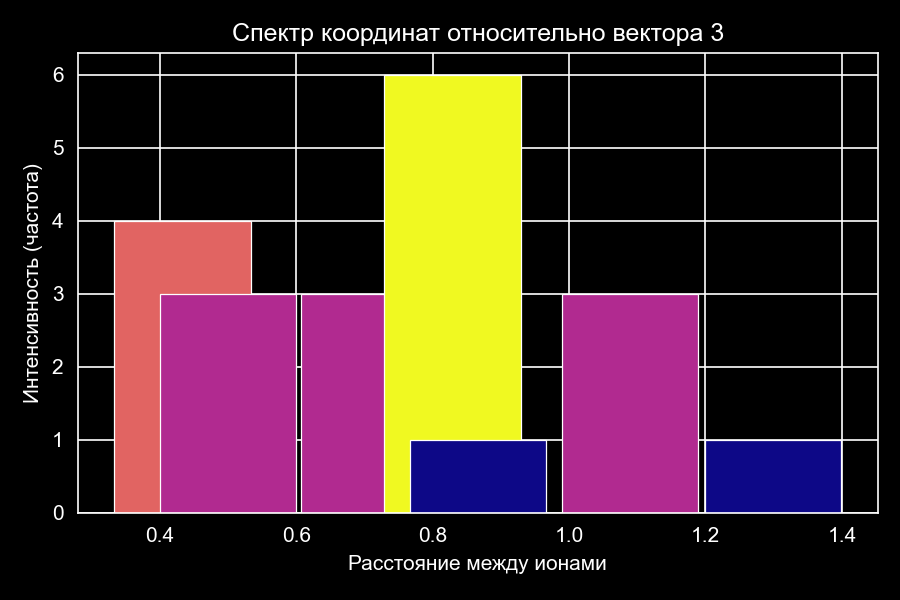 Спектр координат относительно вектора 3
Интенсивность (частота)
6
5
4
3
2
1
0
0.4 0.6 0.8 1.0 1.2 1.4
Расстояние между ионами